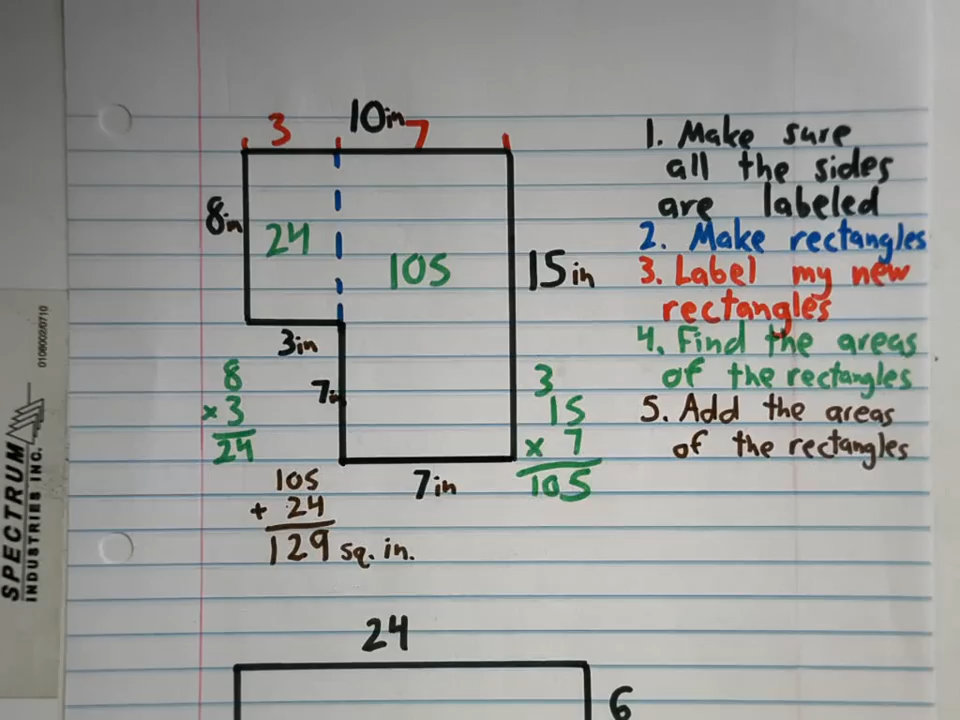 10in
3 7
8in
24
105
15in
3in
7in
7in
8
× 3
24
3
15
× 7
105
105
+ 24
129 sq. in.
1. Make sure
all the sides
are labeled
2. Make rectangles
3. Label my new
rectangles
4. Find the areas
of the rectangles
5. Add the areas
of the rectangles
24
6
SPECTRUM
INDUSTRIES INC.
0108002/0710